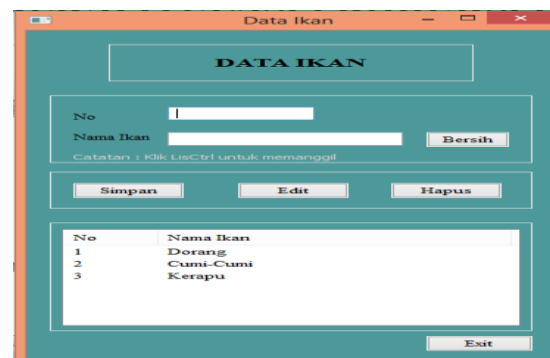 Data Ikan
DATA IKAN
No
Nama Ikan
Bersih
Catatan : Klik LisCtrl untuk memanggil
Simpan Edit Hapus
No Nama Ikan
1 Dorang
2 Cumi-Cumi
3 Kerapu
Exit